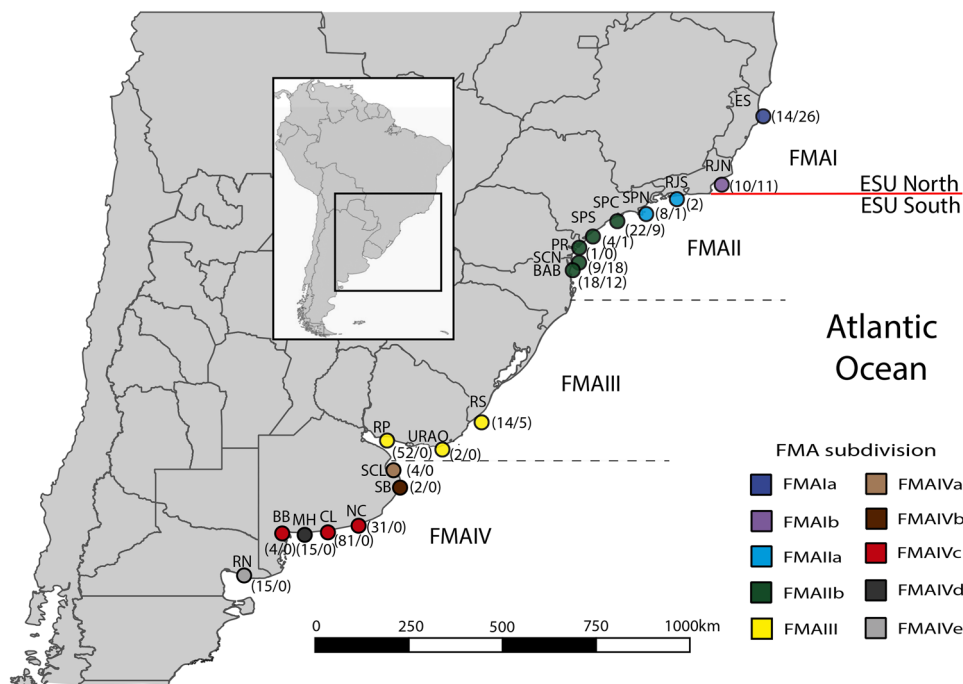 ES
(14/26)
FMAI
RJN
(10/11)
ESU North
ESU South
RJS
(2)
SPN
(8/1)
SPC
(22/9)
FMAII
SPS
(4/1)
PR
(1/0)
SCN
(9/18)
BAB
(18/12)
Atlantic
Ocean
FMAIII
RS
(14/5)
RP
(52/0)
URAO
(2/0)
SCL
(4/0
SB
(2/0)
FMAIV
NC
(31/0)
CL
(81/0)
MH
(15/0)
BB
(4/0)
RN
(15/0)
FMA subdivision
FMAIa
FMAIb
FMAIIa
FMAIIb
FMAIII
FMAIVa
FMAIVb
FMAIVc
FMAIVd
FMAIVe
0 250 500 750 1000km